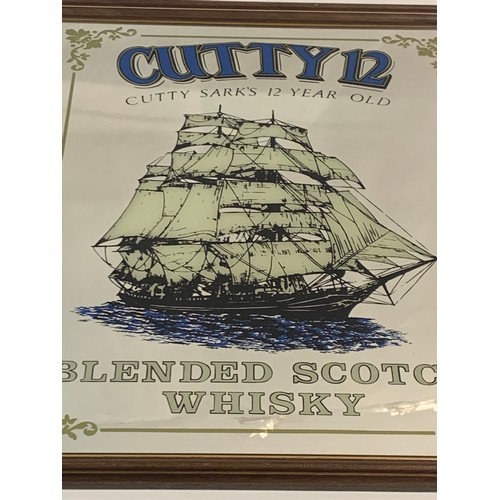 CUTTY 12
CUTTY SARK'S 12 YEAR OLD
BLENDED SCOTC
WHISKY